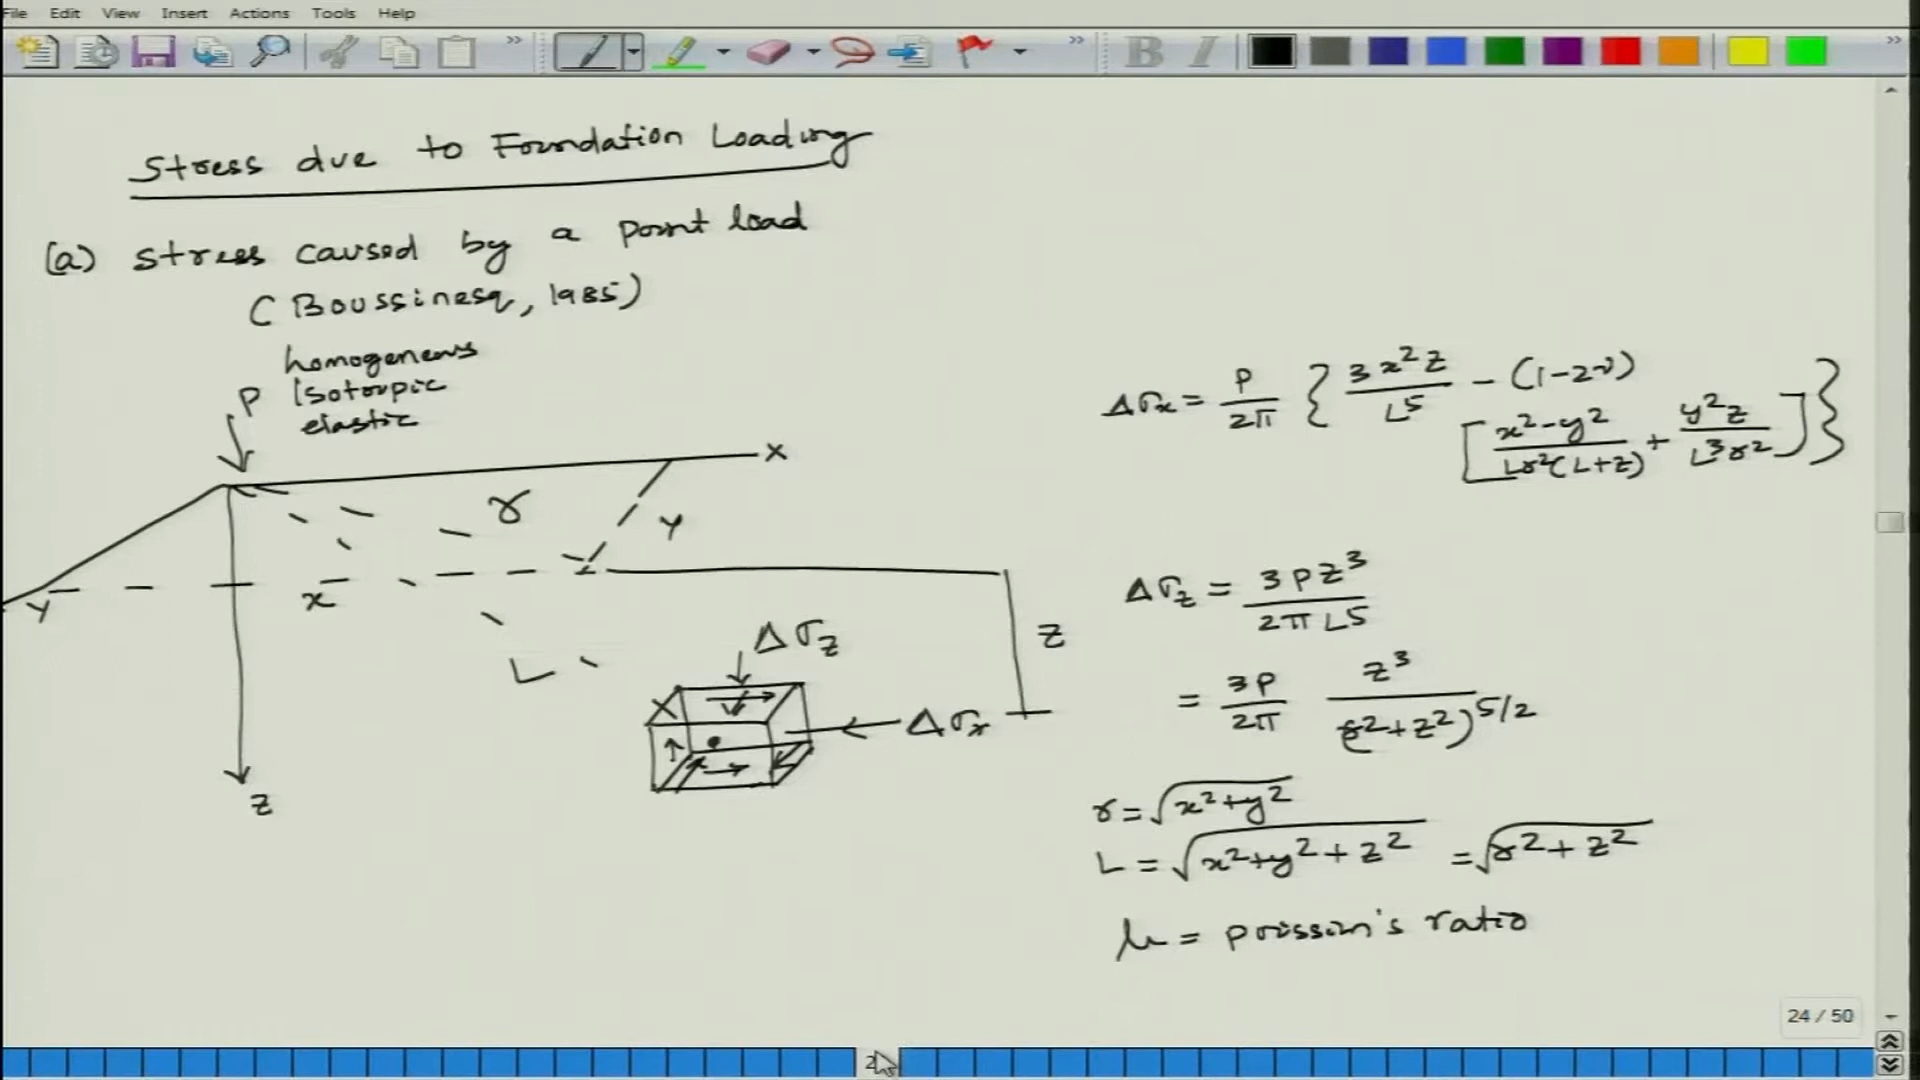 File Edit View Insert Actions Tools Help
B I
Stress due to Foundation Loading
(a) stress caused by a point load
(Boussinesq, 1985)
homogeneous
P Isotropic
elastic
X
r
Y
Y
x
L
Δσz
Z
Δσx
Z
Δσx = P/2π { 3x²z/L⁵ - (1-2ν)
[ x²-y²/Lr²(L+z) + y²z/L³r² ] }
Δσz = 3Pz³/2πL⁵
= 3P/2π z³/(r²+z²)^5/2
r = √x²+y²
L = √x²+y²+z² = √r²+z²
μ = poission's ratio
24 / 50